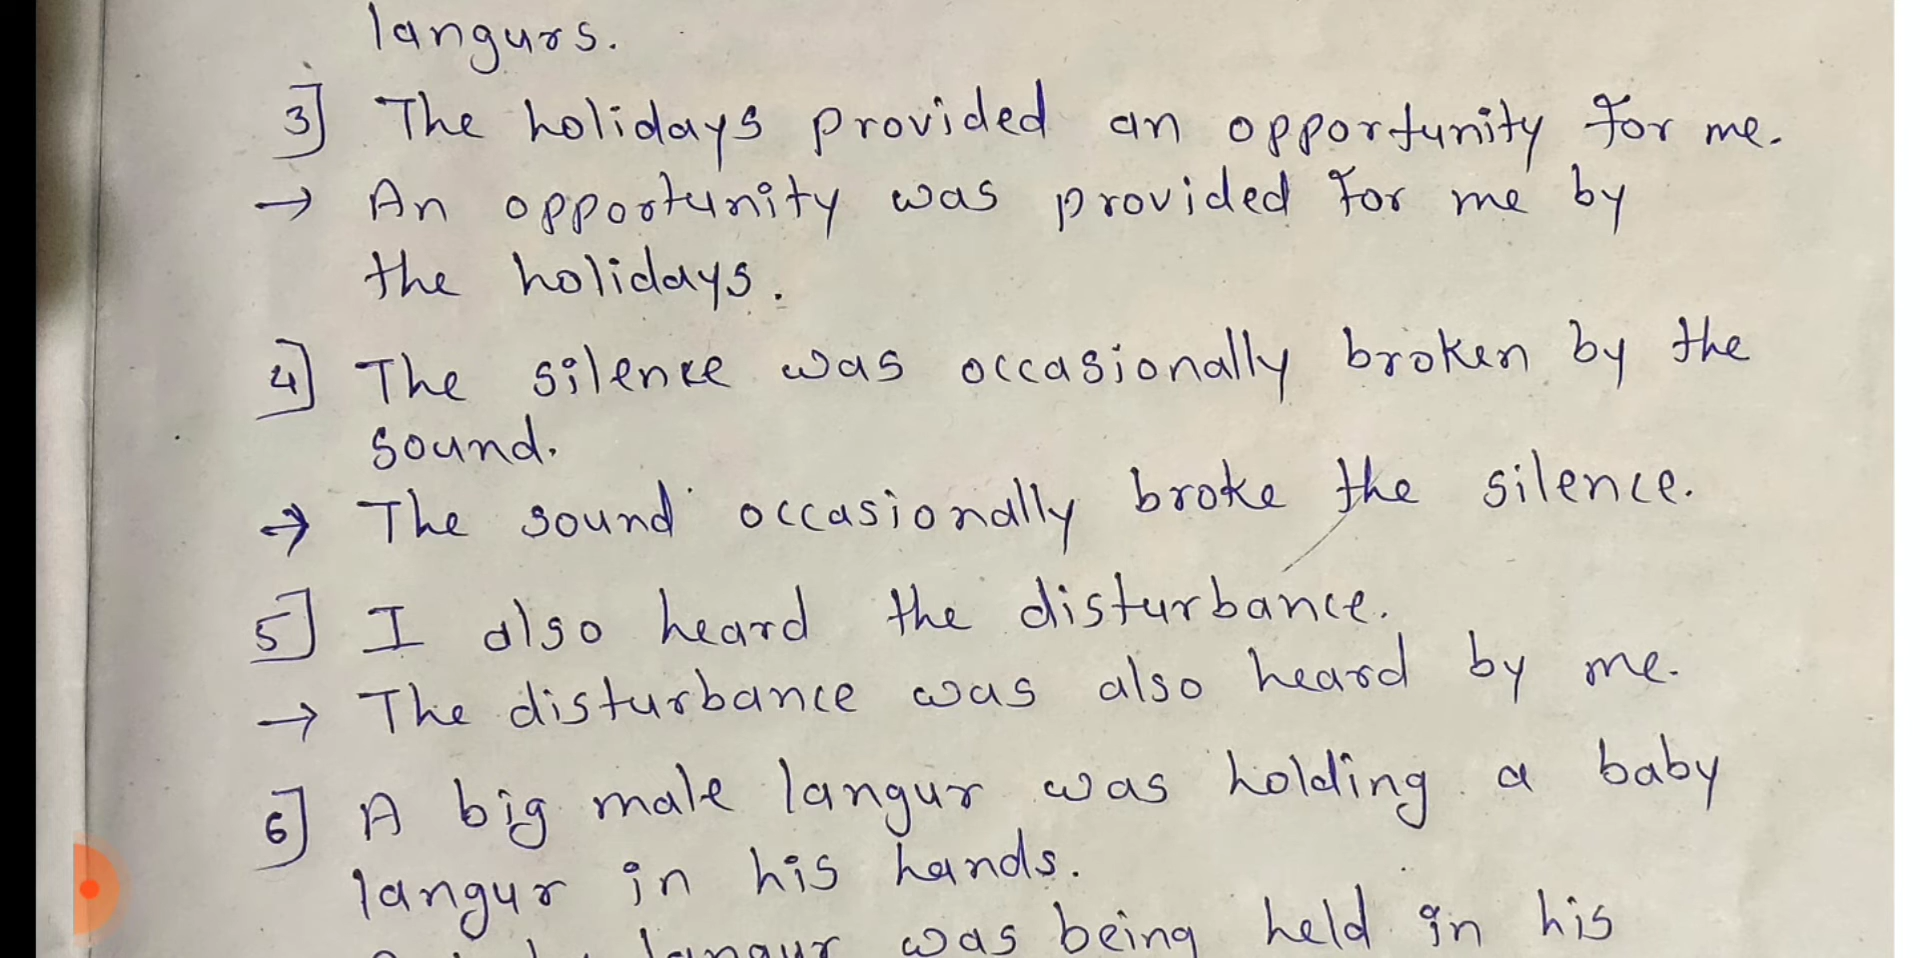 langurs.
3] The holidays provided an opportunity for me.
→ An opportunity was provided for me by
the holidays.
4] The silence was occasionally broken by the
sound.
→ The sound occasionally broke the silence.
5] I also heard the disturbance.
→ The disturbance was also heard by me.
6] A big male langur was holding a baby
langur in his hands.
langur was being held in his